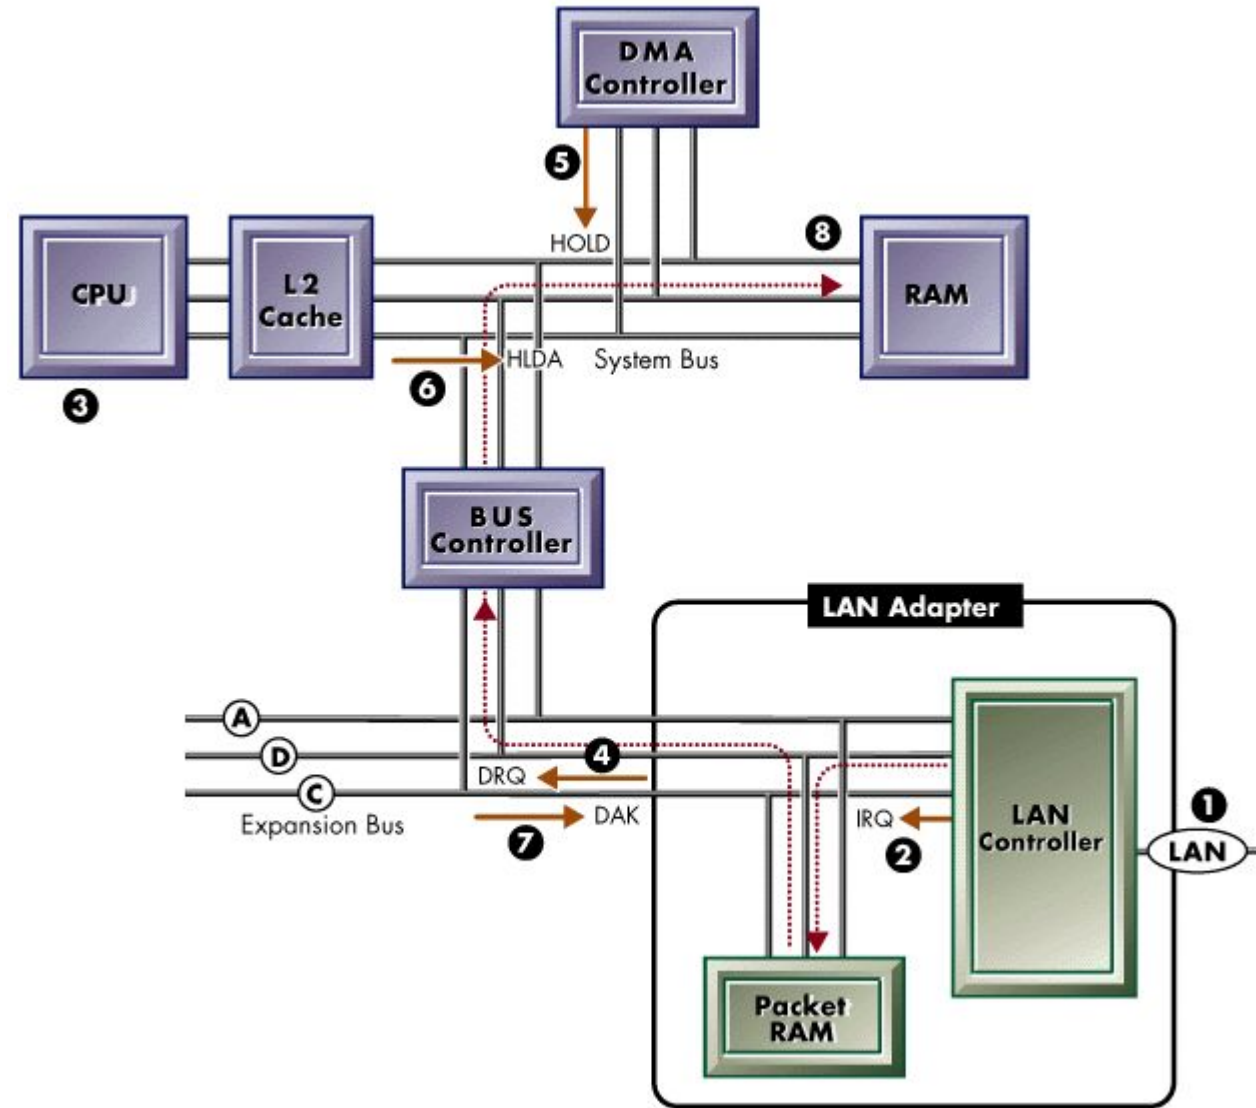 DMA
Controller
5
HOLD
8
CPU
L2
Cache
RAM
HLDA
System Bus
6
3
BUS
Controller
LAN Adapter
A
D
4
DRQ
C
Expansion Bus
7
DAK
IRQ
2
LAN
Controller
1
LAN
Packet
RAM